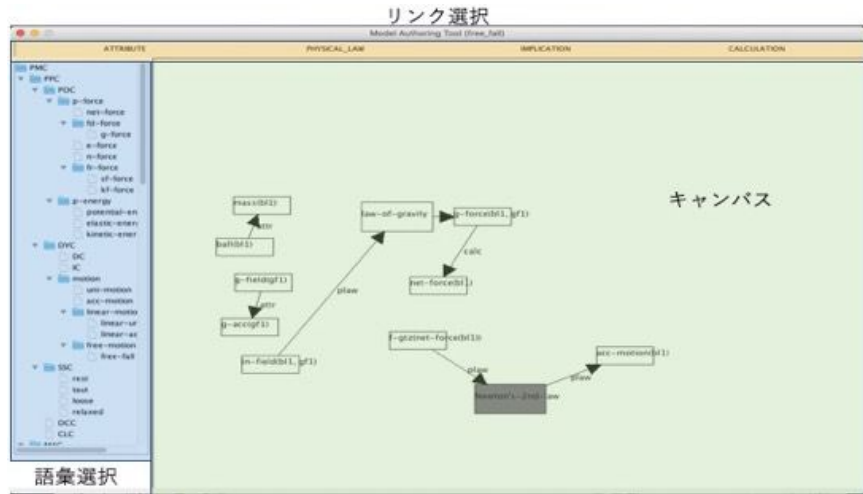 リンク選択
Model Authoring Tool (free_fall)
ATTRIBUTE PHYSICAL_LAW IMPLICATION CALCULATION
PMC
PPC
POC
p-force
net-force
fd-force
g-force
e-force
n-force
fr-force
sf-force
kf-force
p-energy
potential-en
elastic-ener
kinetic-ener
DYC
DC
IC
motion
uni-motion
acc-motion
linear-motio
linear-ur
linear-ac
free-motion
free-fall
SSC
rest
taut
loose
relaxed
DCC
CLC
語彙選択
キャンバス
mass(bl1)
attr
ball(bl1)
g-field(gf1)
attr
g-acc(gf1)
in-field(bl1, gf1)
plaw
law-of-gravity
g-force(bl1, gf1)
calc
net-force(bl1)
f-gtz(net-force(bl1))
plaw
Newton's-2nd-law
plaw
acc-motion(bl1)